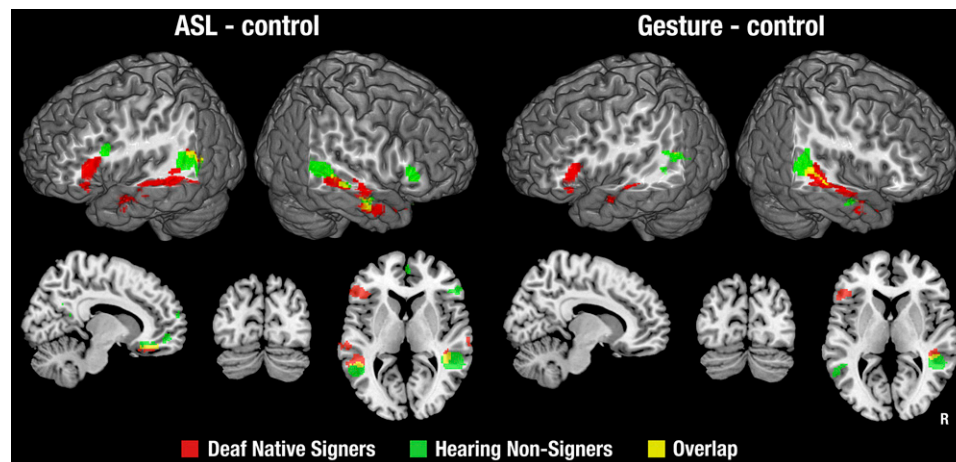 ASL - control
Gesture - control
R
Deaf Native Signers
Hearing Non-Signers
Overlap